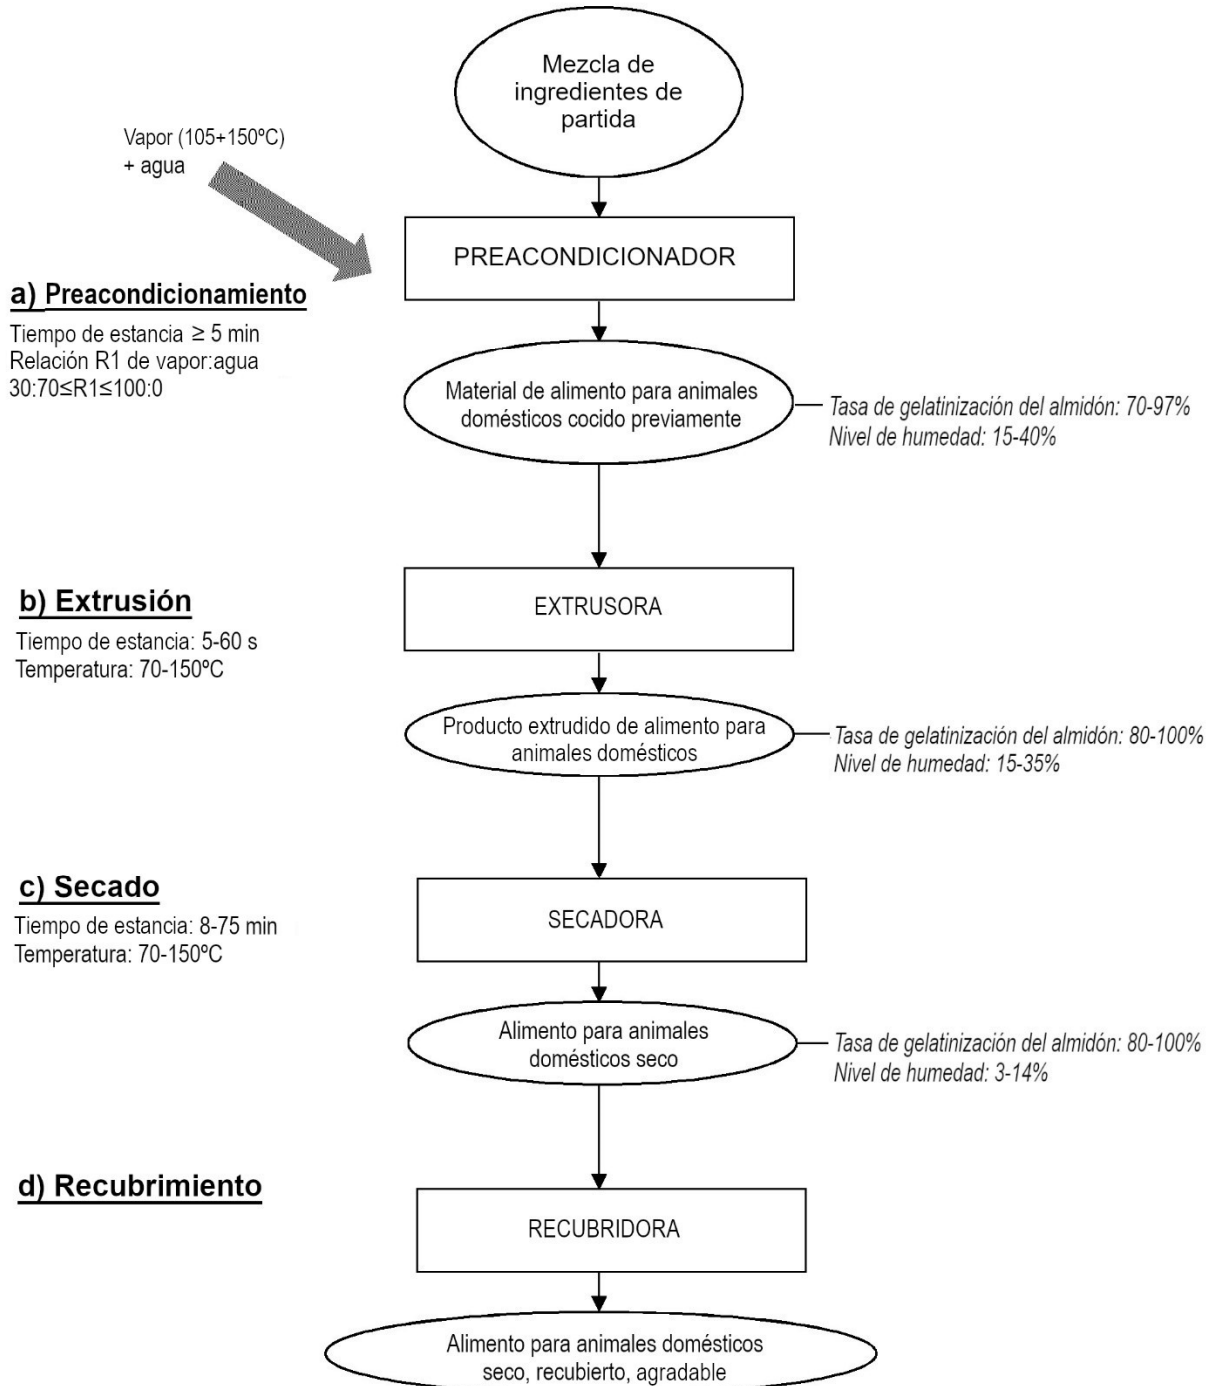 Mezcla de
ingredientes de
partida
Vapor (105+150ºC)
+ agua
PREACONDICIONADOR
a) Preacondicionamiento
Tiempo de estancia ≥ 5 min
Relación R1 de vapor:agua
30:70≤R1≤100:0
Material de alimento para animales
domésticos cocido previamente
Tasa de gelatinización del almidón: 70-97%
Nivel de humedad: 15-40%
b) Extrusión
Tiempo de estancia: 5-60 s
Temperatura: 70-150ºC
EXTRUSORA
Producto extrudido de alimento para
animales domésticos
Tasa de gelatinización del almidón: 80-100%
Nivel de humedad: 15-35%
c) Secado
Tiempo de estancia: 8-75 min
Temperatura: 70-150ºC
SECADORA
Alimento para animales
domésticos seco
Tasa de gelatinización del almidón: 80-100%
Nivel de humedad: 3-14%
d) Recubrimiento
RECUBRIDORA
Alimento para animales domésticos
seco, recubierto, agradable